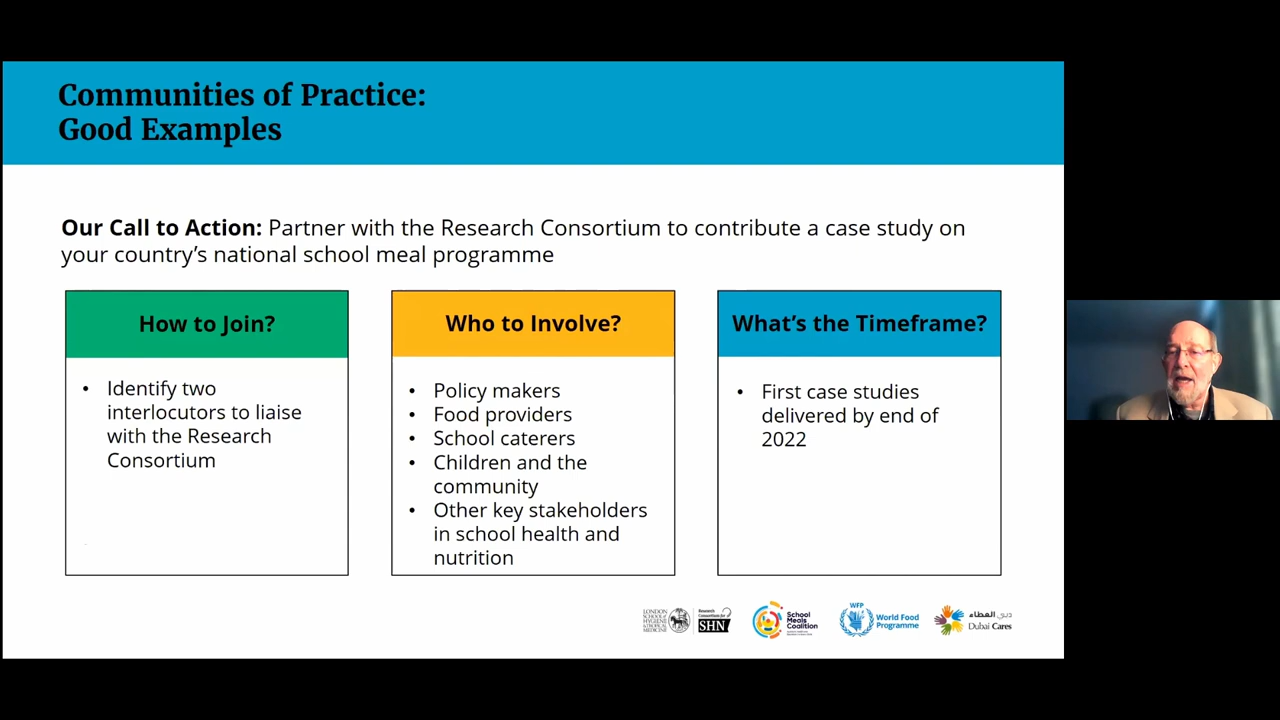 Communities of Practice:
Good Examples
Our Call to Action: Partner with the Research Consortium to contribute a case study on
your country’s national school meal programme
How to Join?
• Identify two
interlocutors to liaise
with the Research
Consortium
Who to Involve?
• Policy makers
• Food providers
• School caterers
• Children and the
community
• Other key stakeholders
in school health and
nutrition
What’s the Timeframe?
• First case studies
delivered by end of
2022
LONDON
SCHOOL of
HYGIENE
& TROPICAL
MEDICINE
Research
Consortium for
SHN
School
Meals
Coalition
WFP
World Food
Programme
دبي العطاء
Dubai Cares